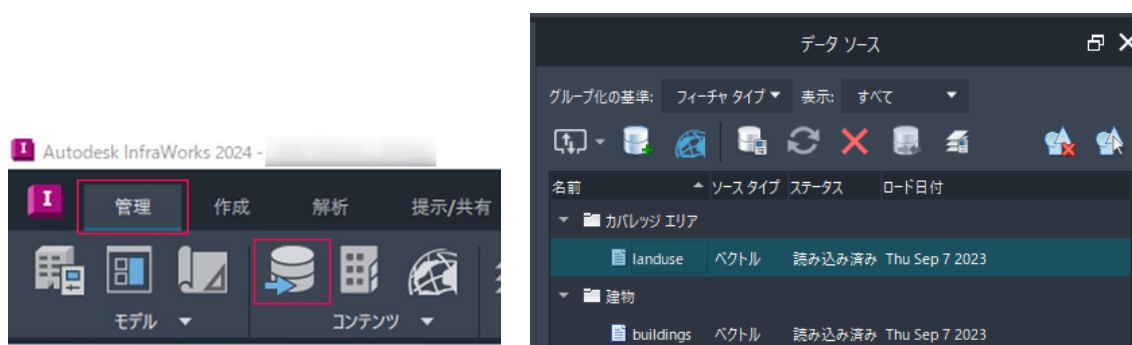 Autodesk InfraWorks 2024 -
管理 作成 解析 提示/共有
モデル コンテンツ
データ ソース
グループ化の基準: フィーチャ タイプ 表示: すべて
名前 ソース タイプ ステータス ロード日付
カバレッジ エリア
landuse ベクトル 読み込み済み Thu Sep 7 2023
建物
buildings ベクトル 読み込み済み Thu Sep 7 2023